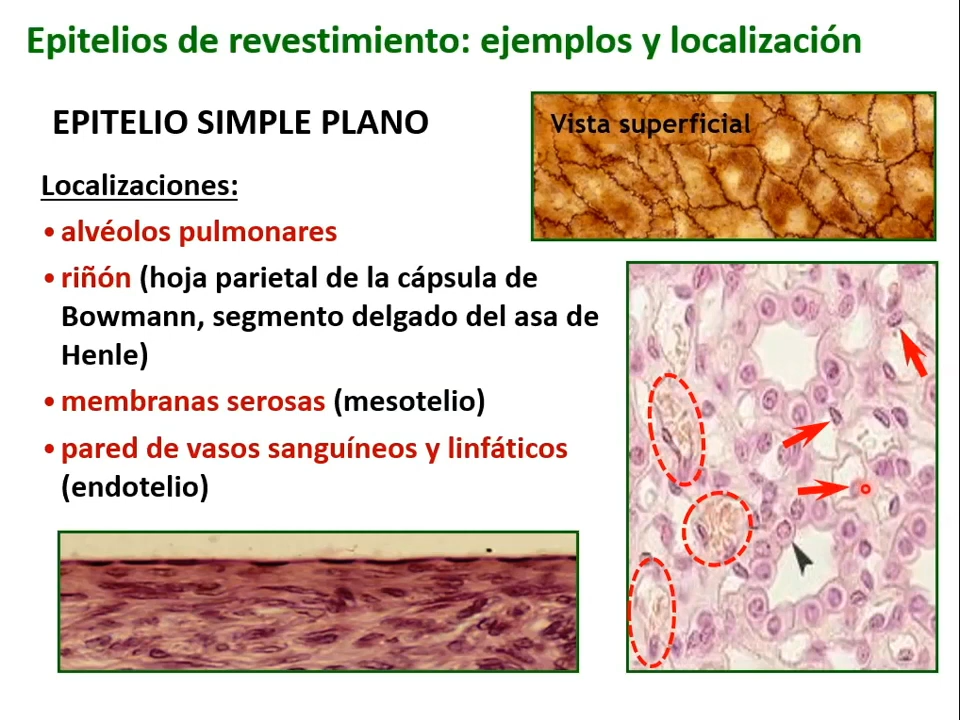 Epitelios de revestimiento: ejemplos y localización
EPITELIO SIMPLE PLANO
Vista superficial
Localizaciones:
• alvéolos pulmonares
• riñón (hoja parietal de la cápsula de
Bowmann, segmento delgado del asa de
Henle)
• membranas serosas (mesotelio)
• pared de vasos sanguíneos y linfáticos
(endotelio)